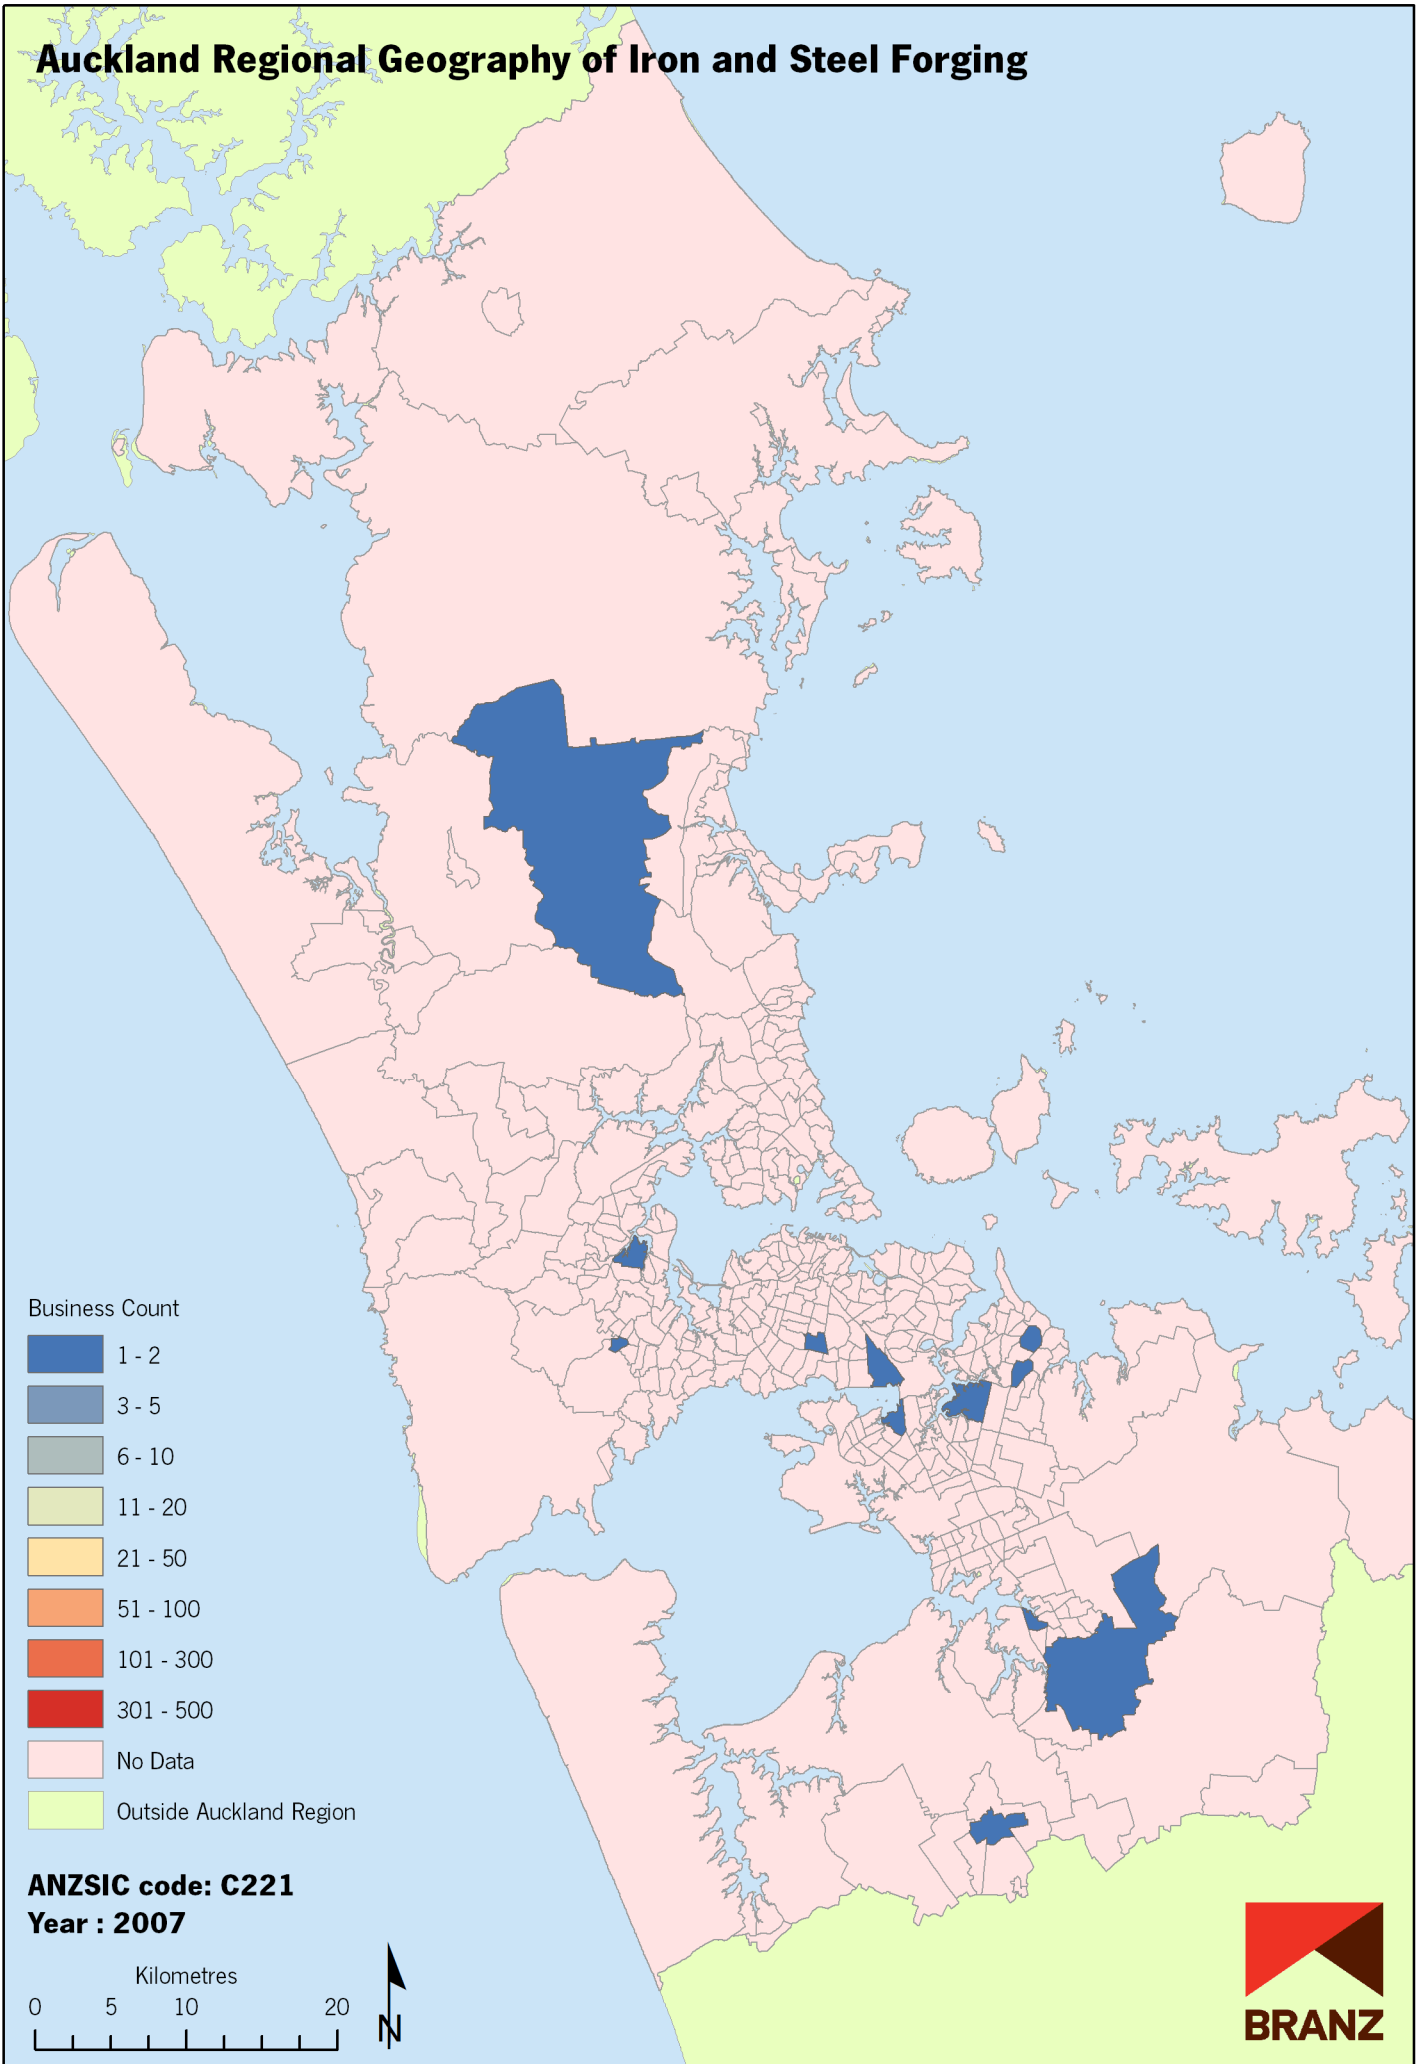 Auckland Regional Geography of Iron and Steel Forging
Business Count
1 - 2
3 - 5
6 - 10
11 - 20
21 - 50
51 - 100
101 - 300
301 - 500
No Data
Outside Auckland Region
ANZSIC code: C221
Year : 2007
Kilometres
0 5 10 20
N
BRANZ